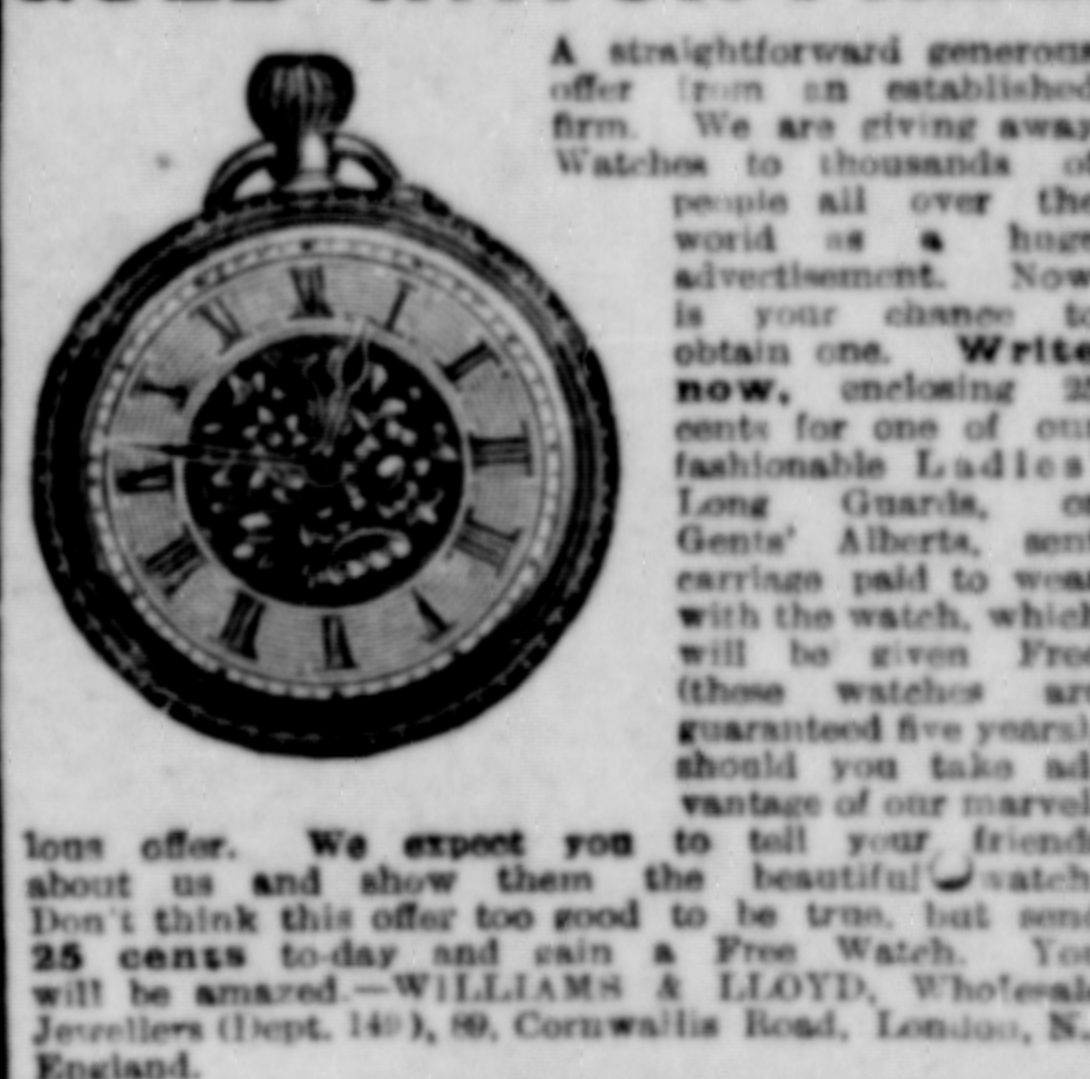 A straightforward generous
offer from an established
firm. We are giving away
Watches to thousands of
people all over the
world as a huge
advertisement. Now
is your chance to
obtain one. Write
now, enclosing 2
cents for one of our
fashionable Ladies'
Long Guards, or
Gents' Alberts, sent
carriage paid to wear
with the watch, which
will be given Free
(these watches are
guaranteed five years)
should you take ad
vantage of our marvel
lous offer. We expect you to tell your friends
about us and show them the beautiful watch
Don't think this offer too good to be true, but send
25 cents to-day and gain a Free Watch. You
will be amazed.—WILLIAMS & LLOYD, Wholesale
Jewellers (Dept. ), 89, Cornwallis Road, London, N.,
England.